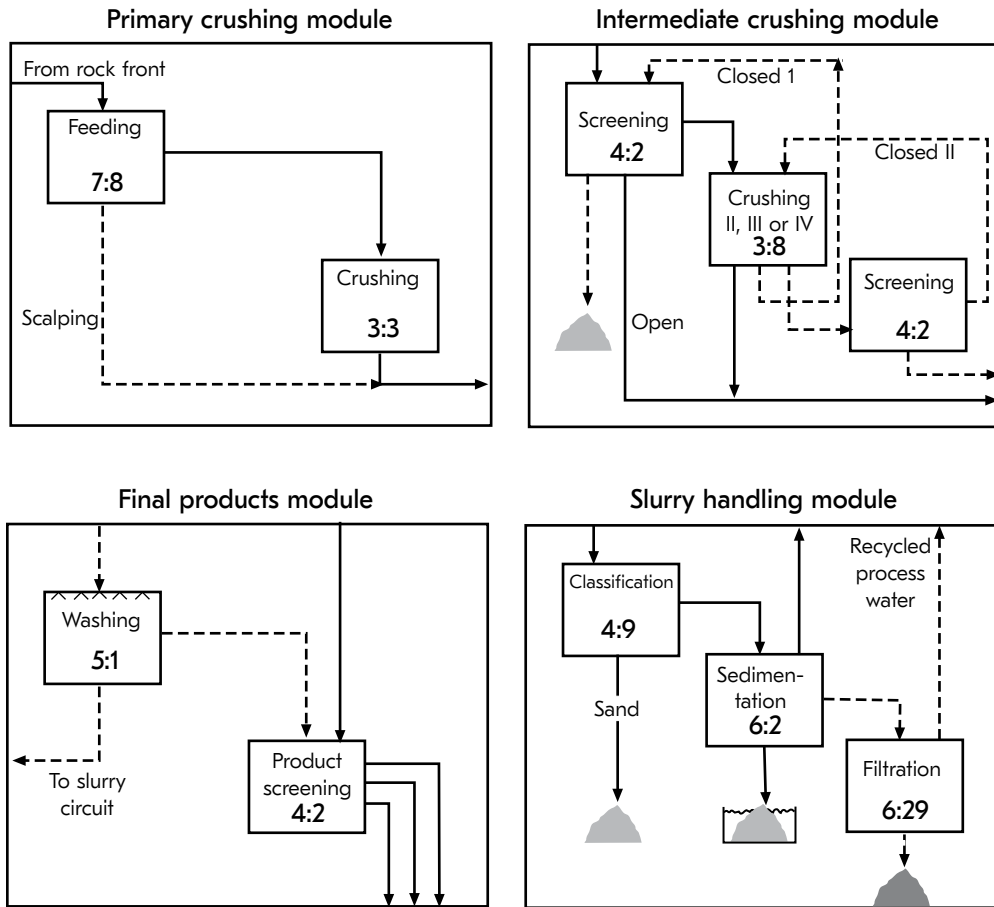 Primary crushing module
From rock front
Feeding
7:8
Crushing
3:3
Scalping
Intermediate crushing module
Closed 1
Screening
4:2
Closed II
Crushing
II, III or IV
3:8
Screening
4:2
Open
Final products module
Washing
5:1
To slurry
circuit
Product
screening
4:2
Slurry handling module
Recycled
process
water
Classification
4:9
Sand
Sedimen-
tation
6:2
Filtration
6:29